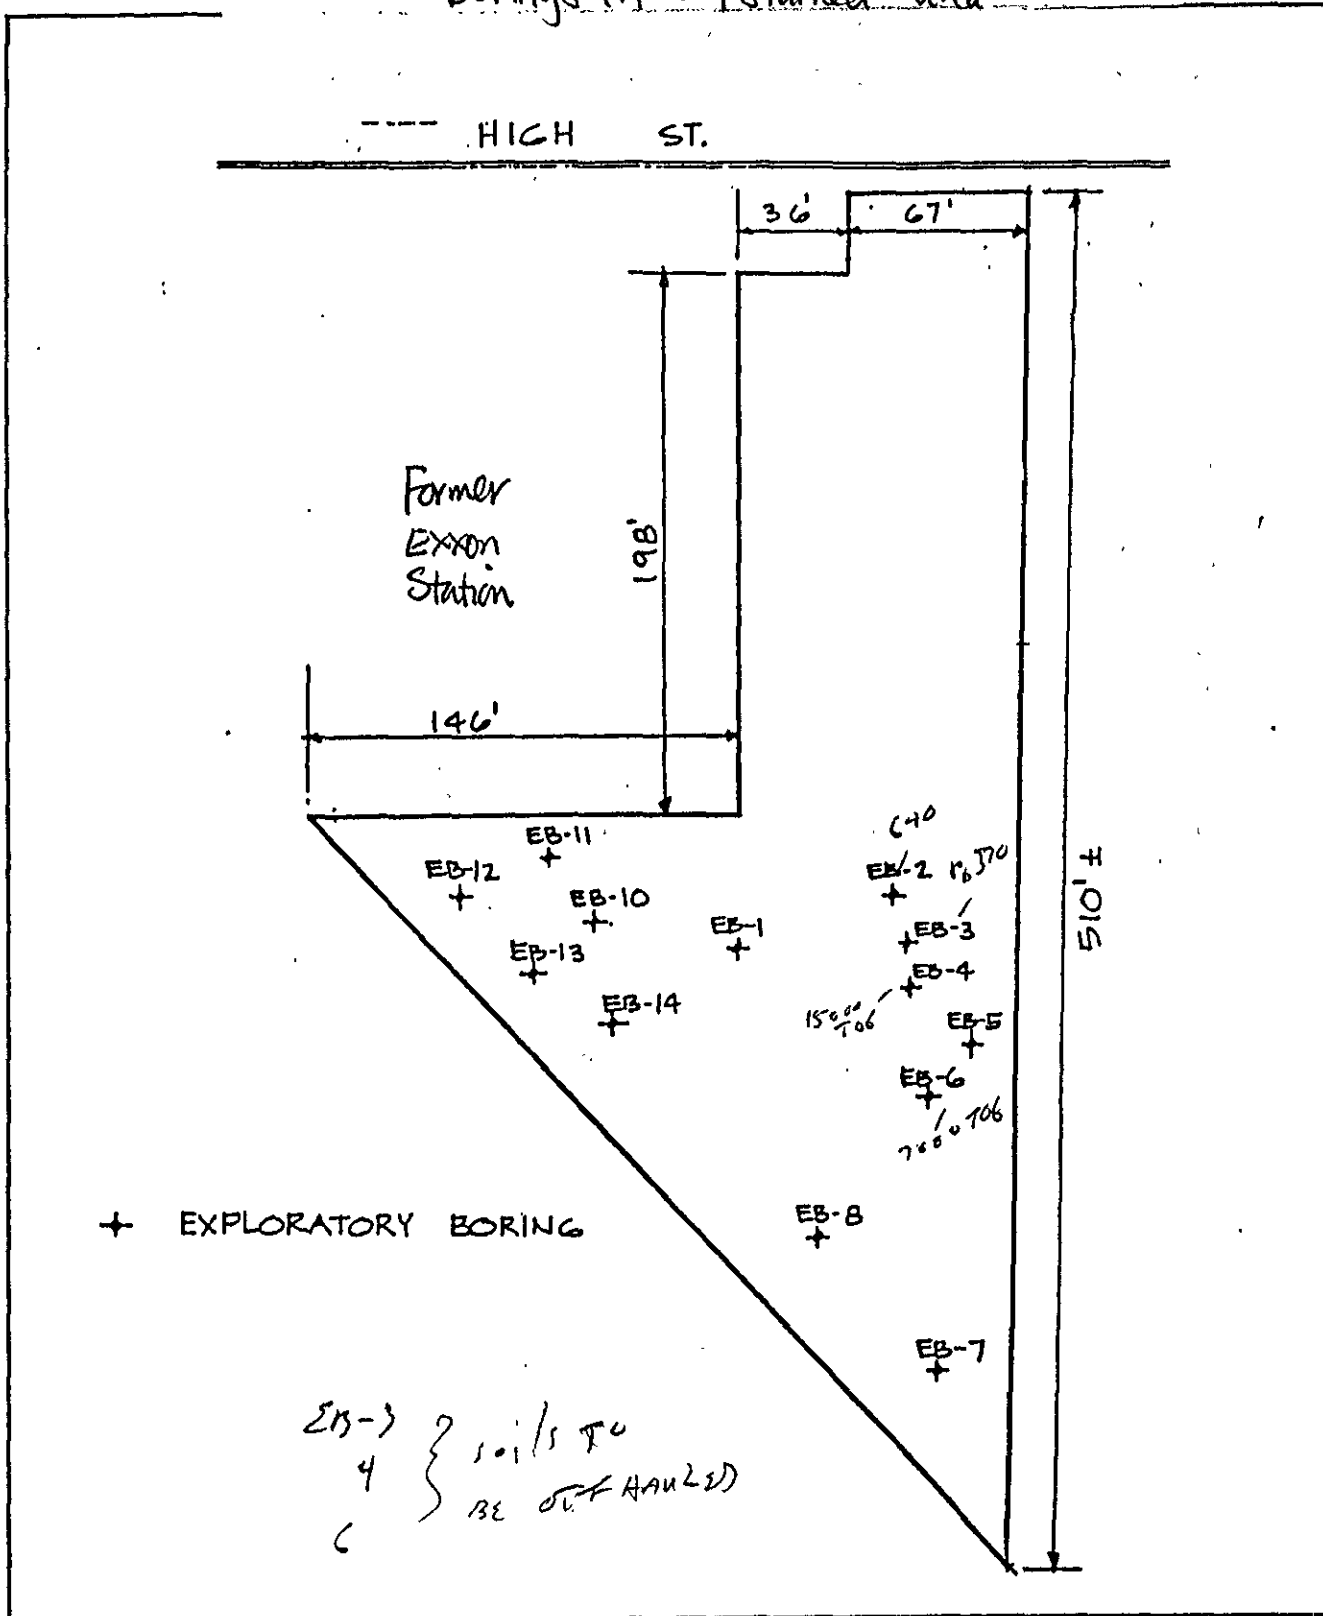 HIGH ST.
36' 67'
Former
Exxon
Station
198'
146'
510' ±
640
EB-11
EB-12
EB-2
370
EB-10
EB-1
EB-3
EB-13
EB-4
EB-14
EB-5
EB-6
EB-8
EXPLORATORY BORING
EB-7
EB-3
4
6
soils TO
BE OFF HAULED